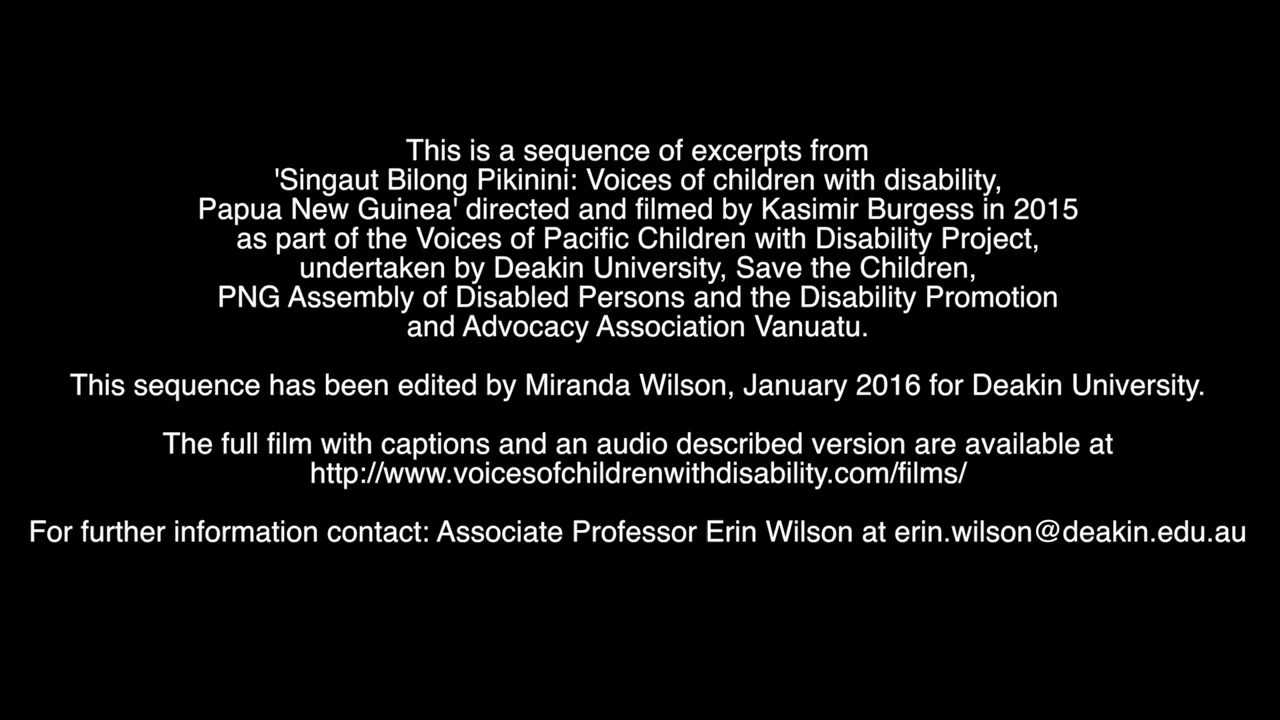 This is a sequence of excerpts from
'Singaut Bilong Pikinini: Voices of children with disability,
Papua New Guinea' directed and filmed by Kasimir Burgess in 2015
as part of the Voices of Pacific Children with Disability Project,
undertaken by Deakin University, Save the Children,
PNG Assembly of Disabled Persons and the Disability Promotion
and Advocacy Association Vanuatu.
This sequence has been edited by Miranda Wilson, January 2016 for Deakin University.
The full film with captions and an audio described version are available at
http://www.voicesofchildrenwithdisability.com/films/
For further information contact: Associate Professor Erin Wilson at erin.wilson@deakin.edu.au